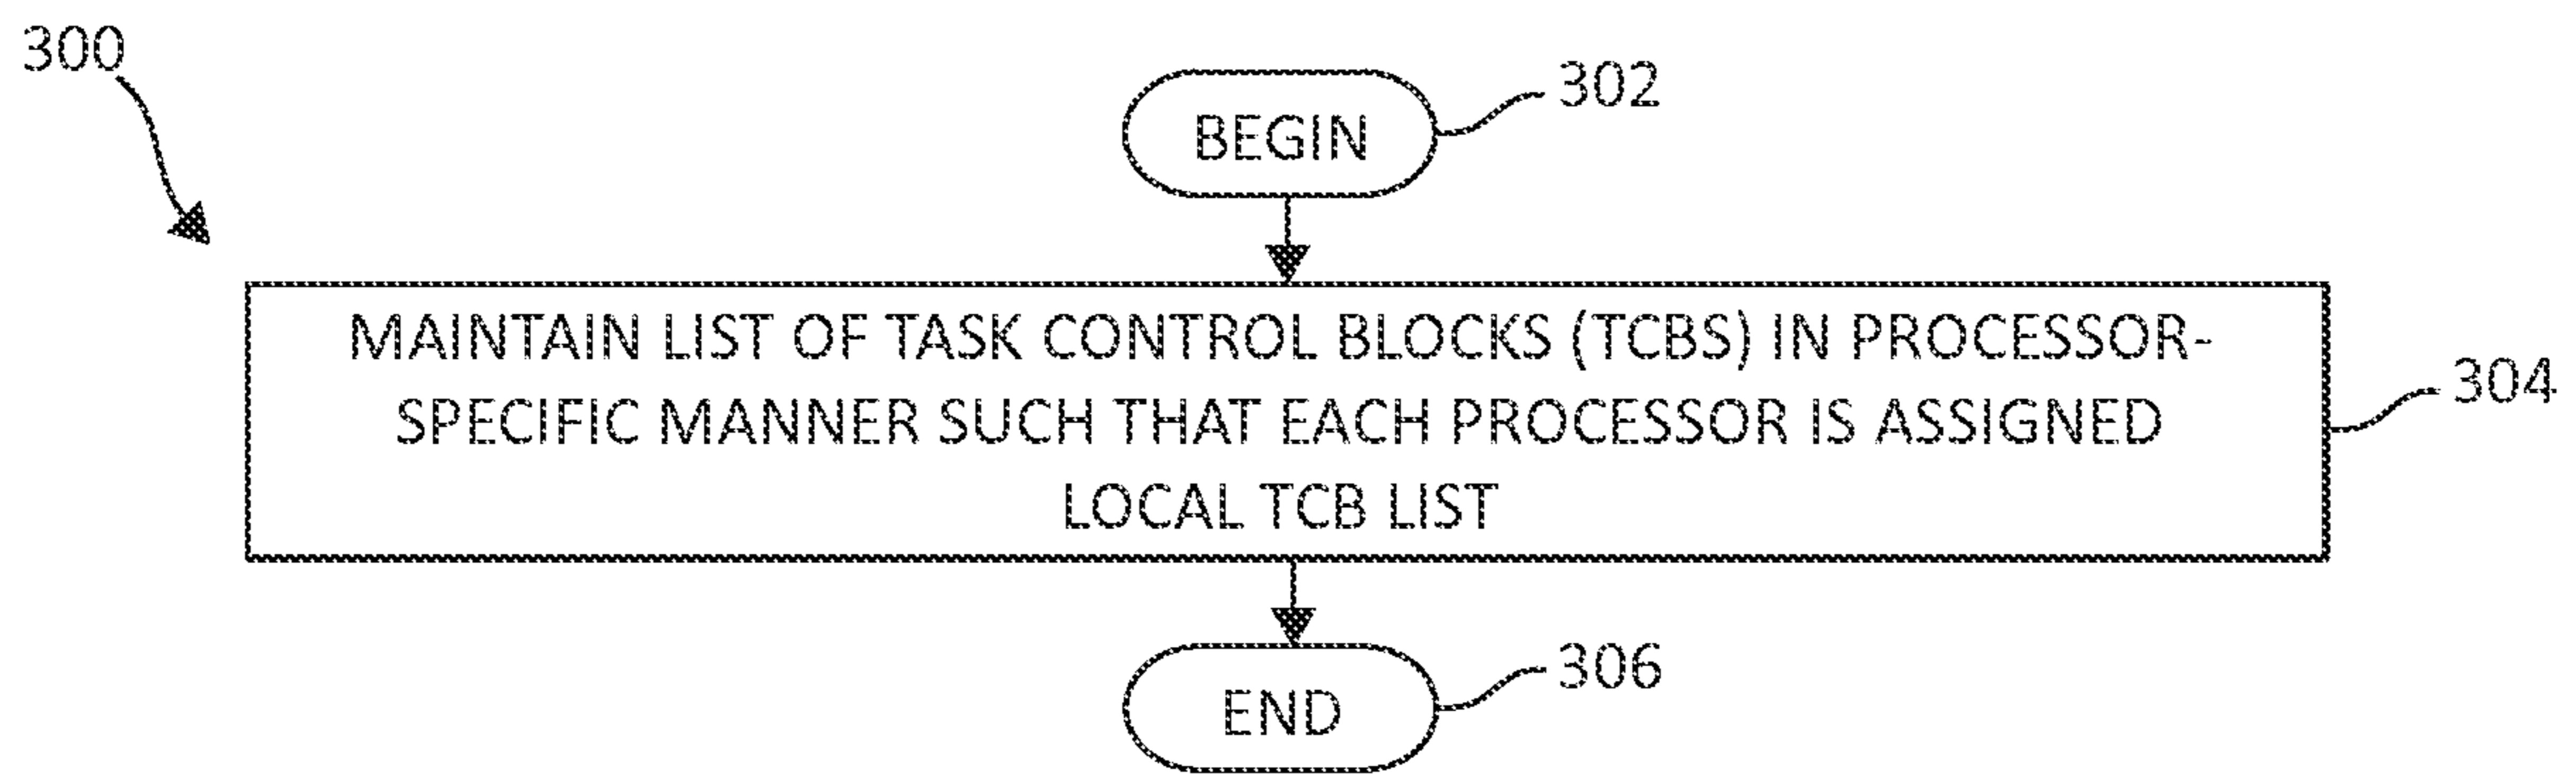 300
BEGIN
302
MAINTAIN LIST OF TASK CONTROL BLOCKS (TCBS) IN PROCESSOR-
SPECIFIC MANNER SUCH THAT EACH PROCESSOR IS ASSIGNED
LOCAL TCB LIST
304
END
306